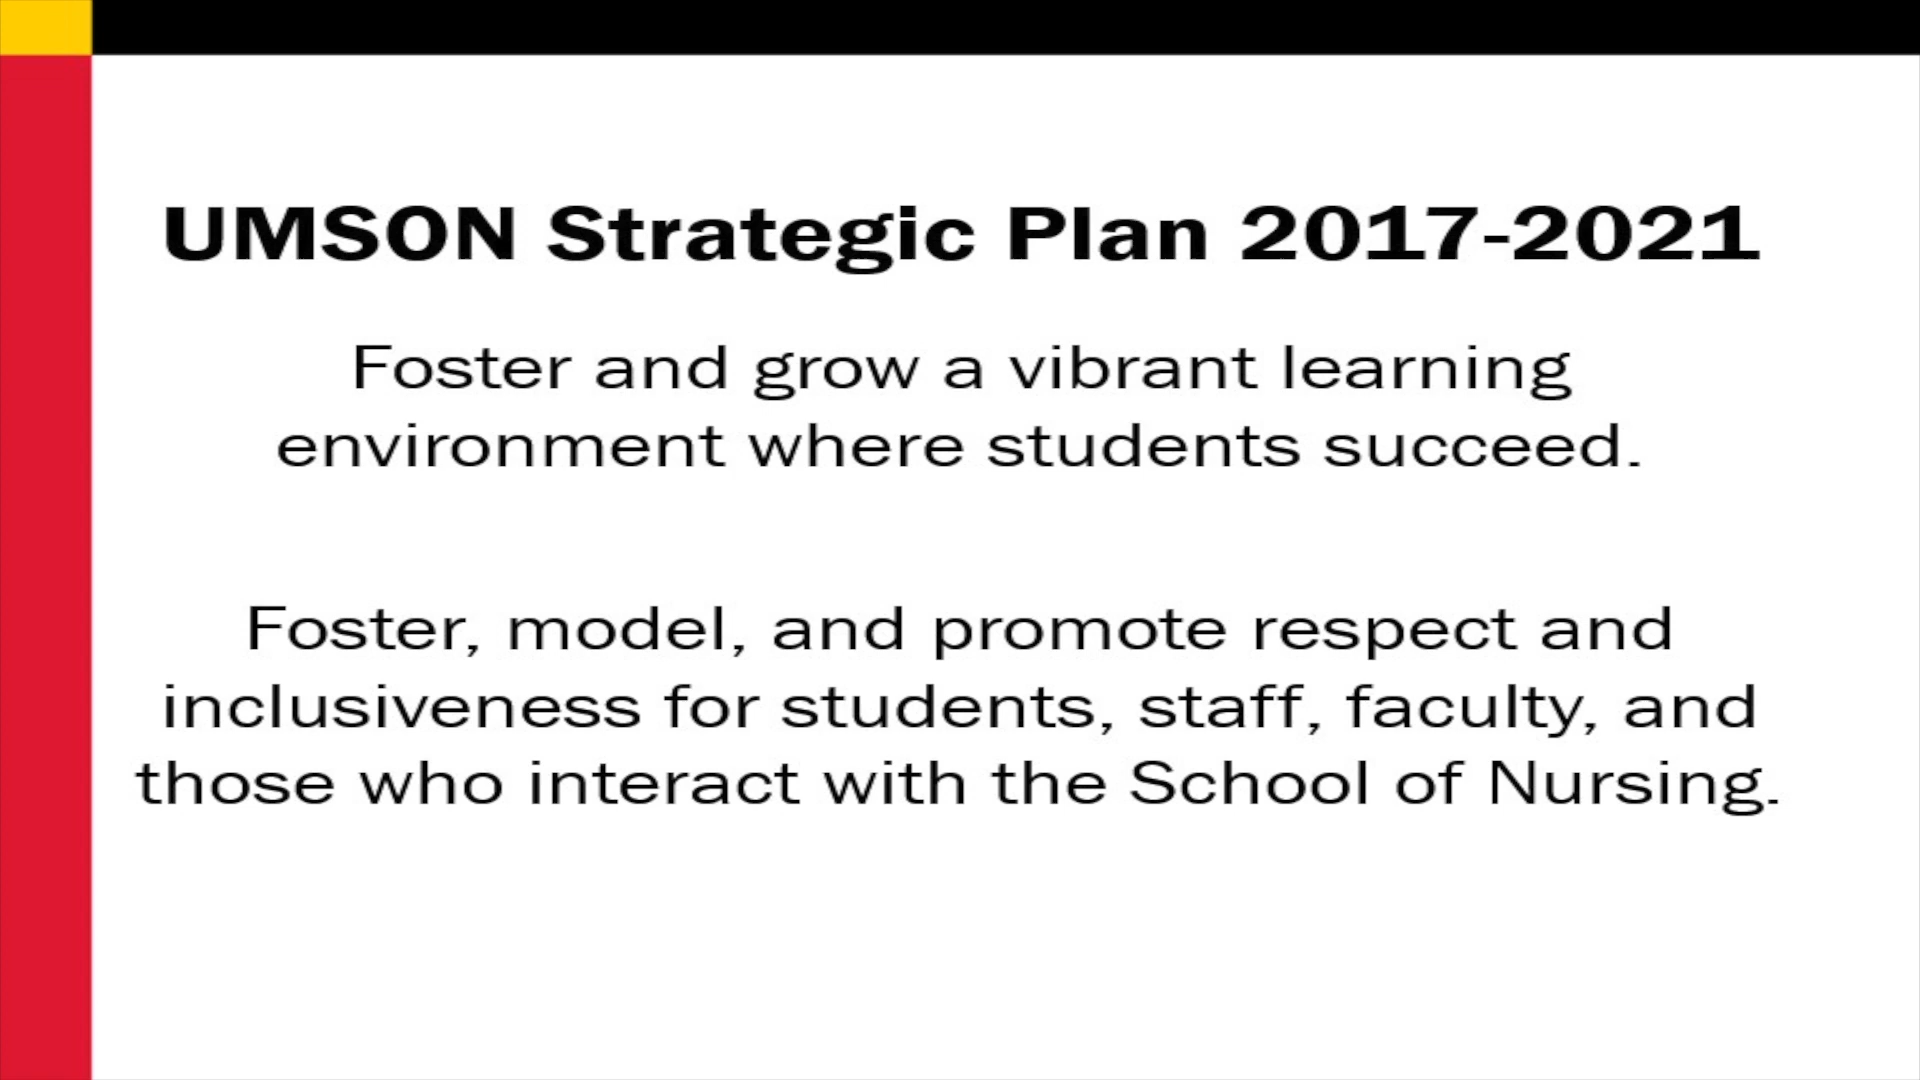 UMSON Strategic Plan 2017-2021
Foster and grow a vibrant learning
environment where students succeed.
Foster, model, and promote respect and
inclusiveness for students, staff, faculty, and
those who interact with the School of Nursing.